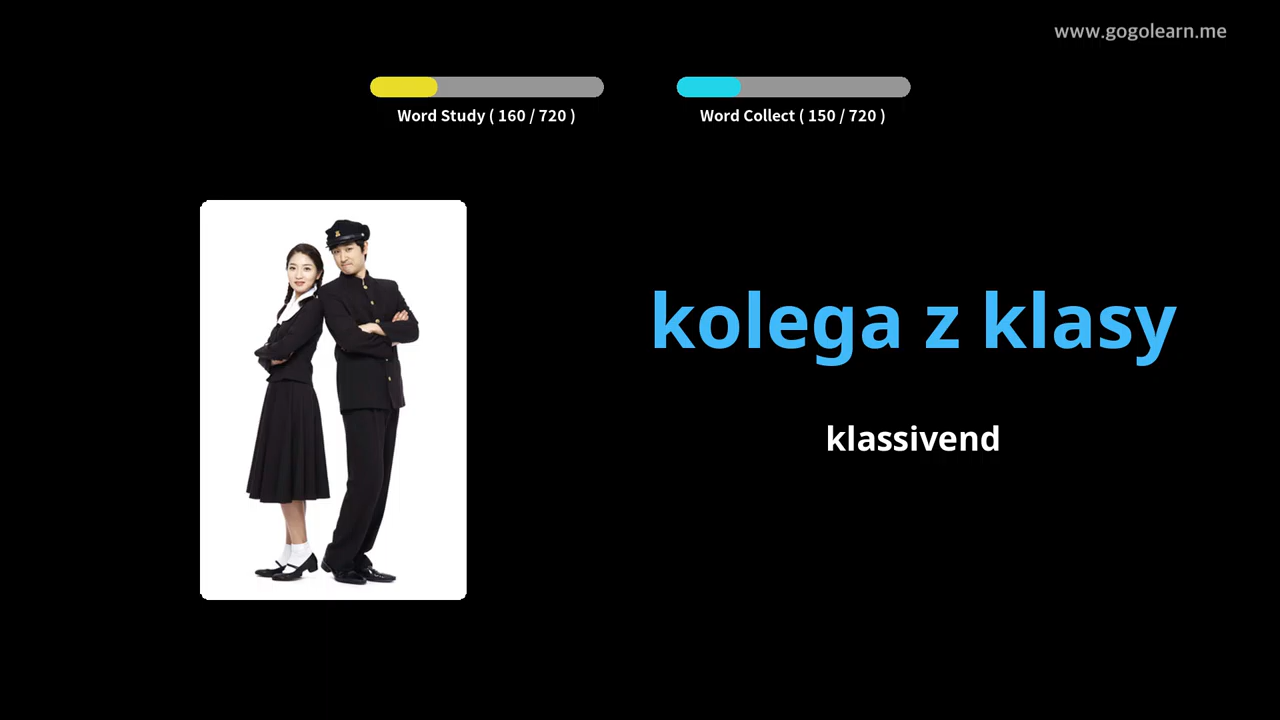 www.gogolearn.me
Word Study ( 160 / 720 )
Word Collect ( 150 / 720 )
kolega z klasy
klassivend